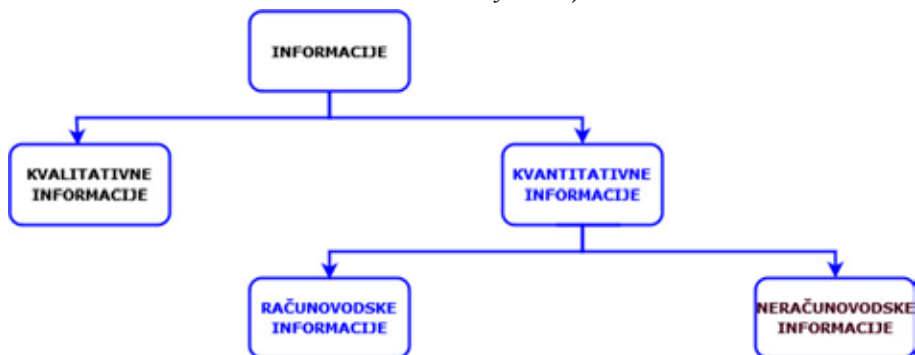 INFORMACIJE
KVALITATIVNE
INFORMACIJE
KVANTITATIVNE
INFORMACIJE
RAČUNOVODSKE
INFORMACIJE
NERAČUNOVODSKE
INFORMACIJE